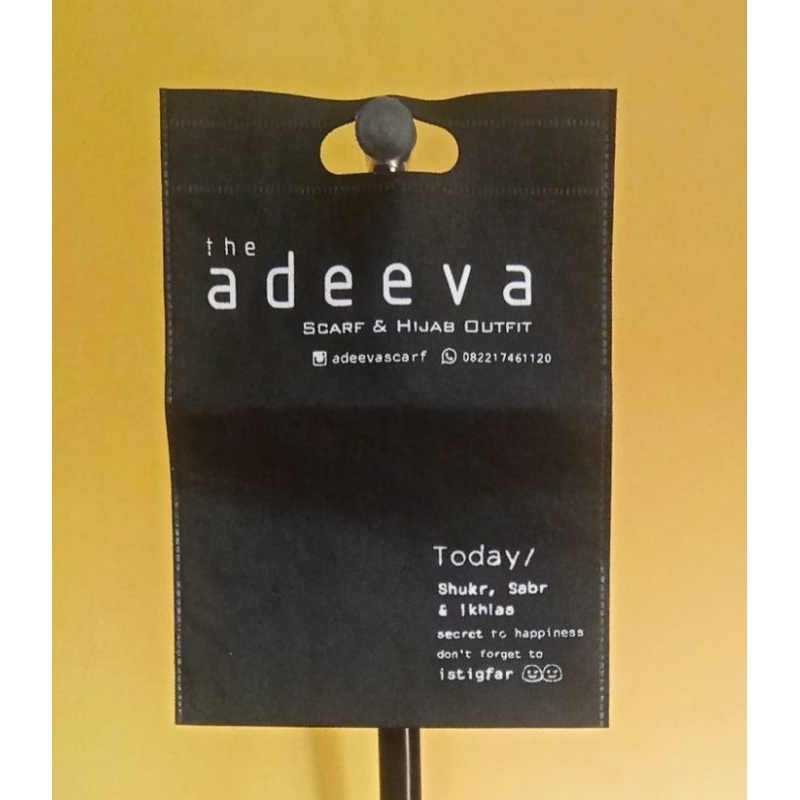 the
adeeva
SCARF & HIJAB OUTFIT
adeevascarf 082217461120
Today/
Shukr, Sabr
& Ikhlas
secret to happiness
don't forget to
istigfar